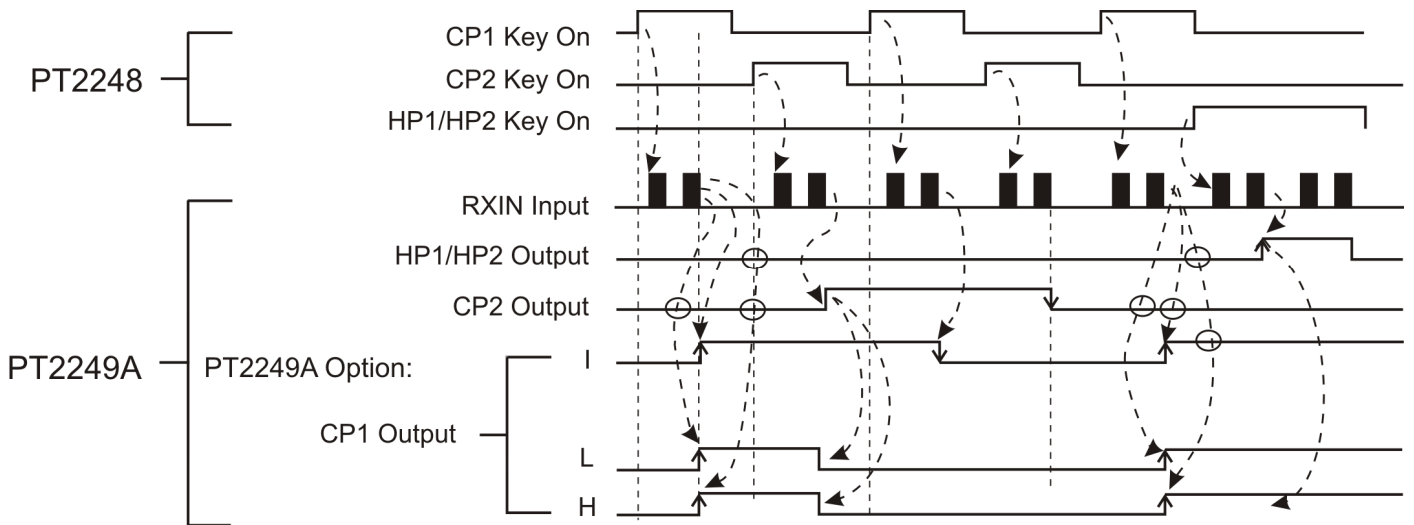 PT2248
CP1 Key On
CP2 Key On
HP1/HP2 Key On
PT2249A
RXIN Input
HP1/HP2 Output
CP2 Output
PT2249A Option:
I
CP1 Output
L
H